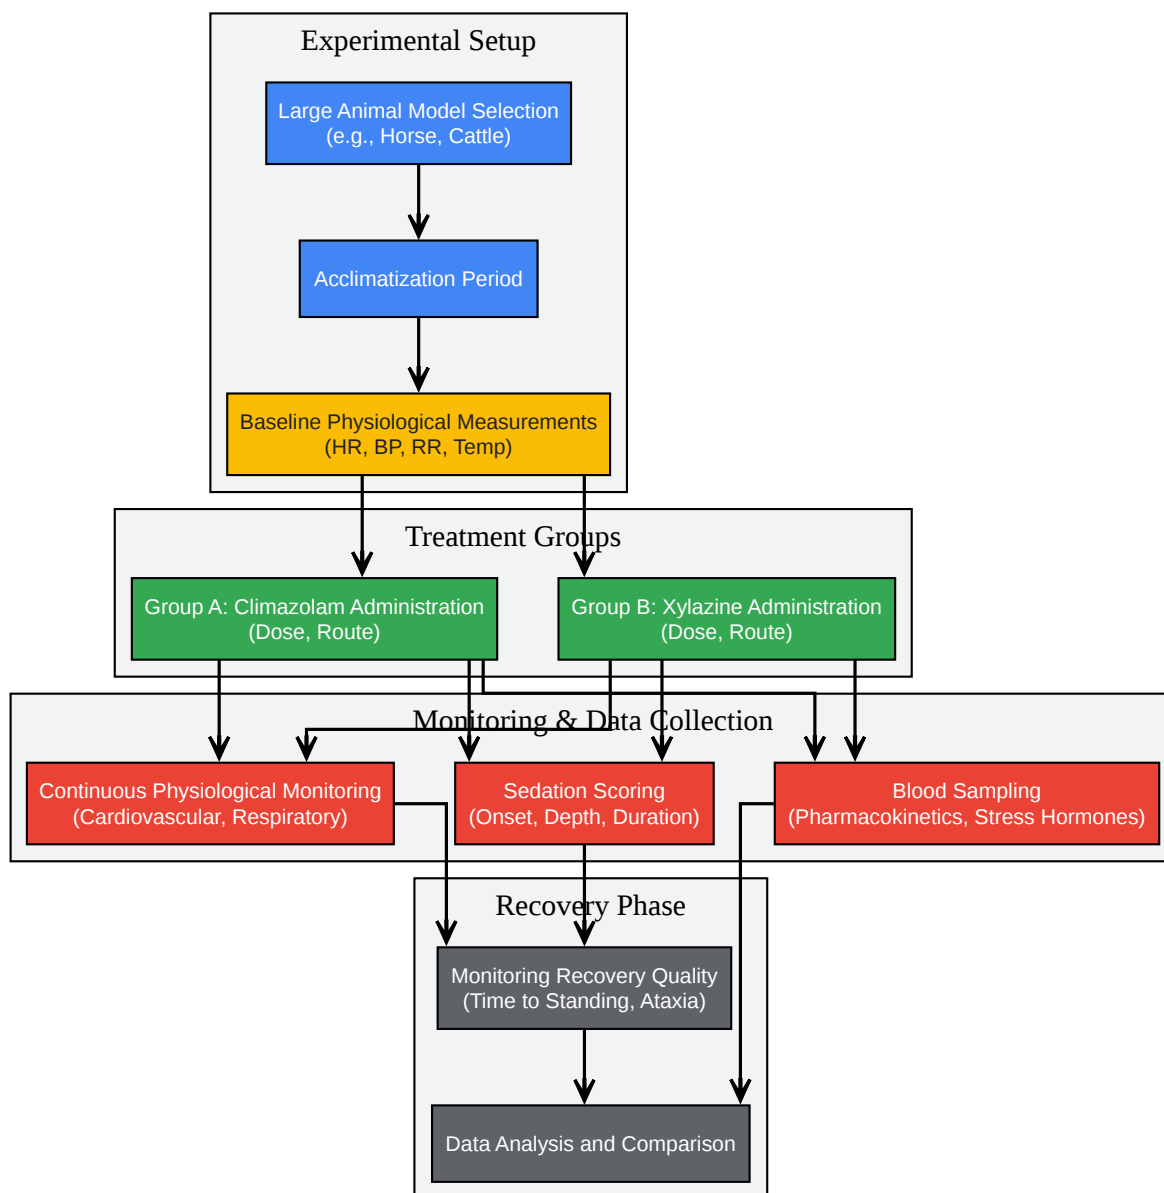 Experimental Setup
Large Animal Model Selection
(e.g., Horse, Cattle)
Acclimatization Period
Baseline Physiological Measurements
(HR, BP, RR, Temp)
Treatment Groups
Group A: Climazolam Administration
(Dose, Route)
Group B: Xylazine Administration
(Dose, Route)
Monitoring & Data Collection
Continuous Physiological Monitoring
(Cardiovascular, Respiratory)
Sedation Scoring
(Onset, Depth, Duration)
Blood Sampling
(Pharmacokinetics, Stress Hormones)
Recovery Phase
Monitoring Recovery Quality
(Time to Standing, Ataxia)
Data Analysis and Comparison